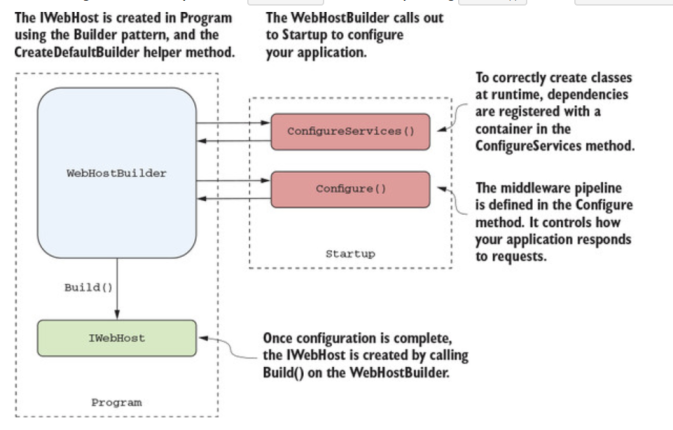 The IWebHost is created in Program
using the Builder pattern, and the
CreateDefaultBuilder helper method.
The WebHostBuilder calls out
to Startup to configure
your application.
To correctly create classes
at runtime, dependencies
are registered with a
container in the
ConfigureServices method.
ConfigureServices()
WebHostBuilder
Configure()
The middleware pipeline
is defined in the Configure
method. It controls how
your application responds
to requests.
Startup
Build()
IWebHost
Once configuration is complete,
the IWebHost is created by calling
Build() on the WebHostBuilder.
Program